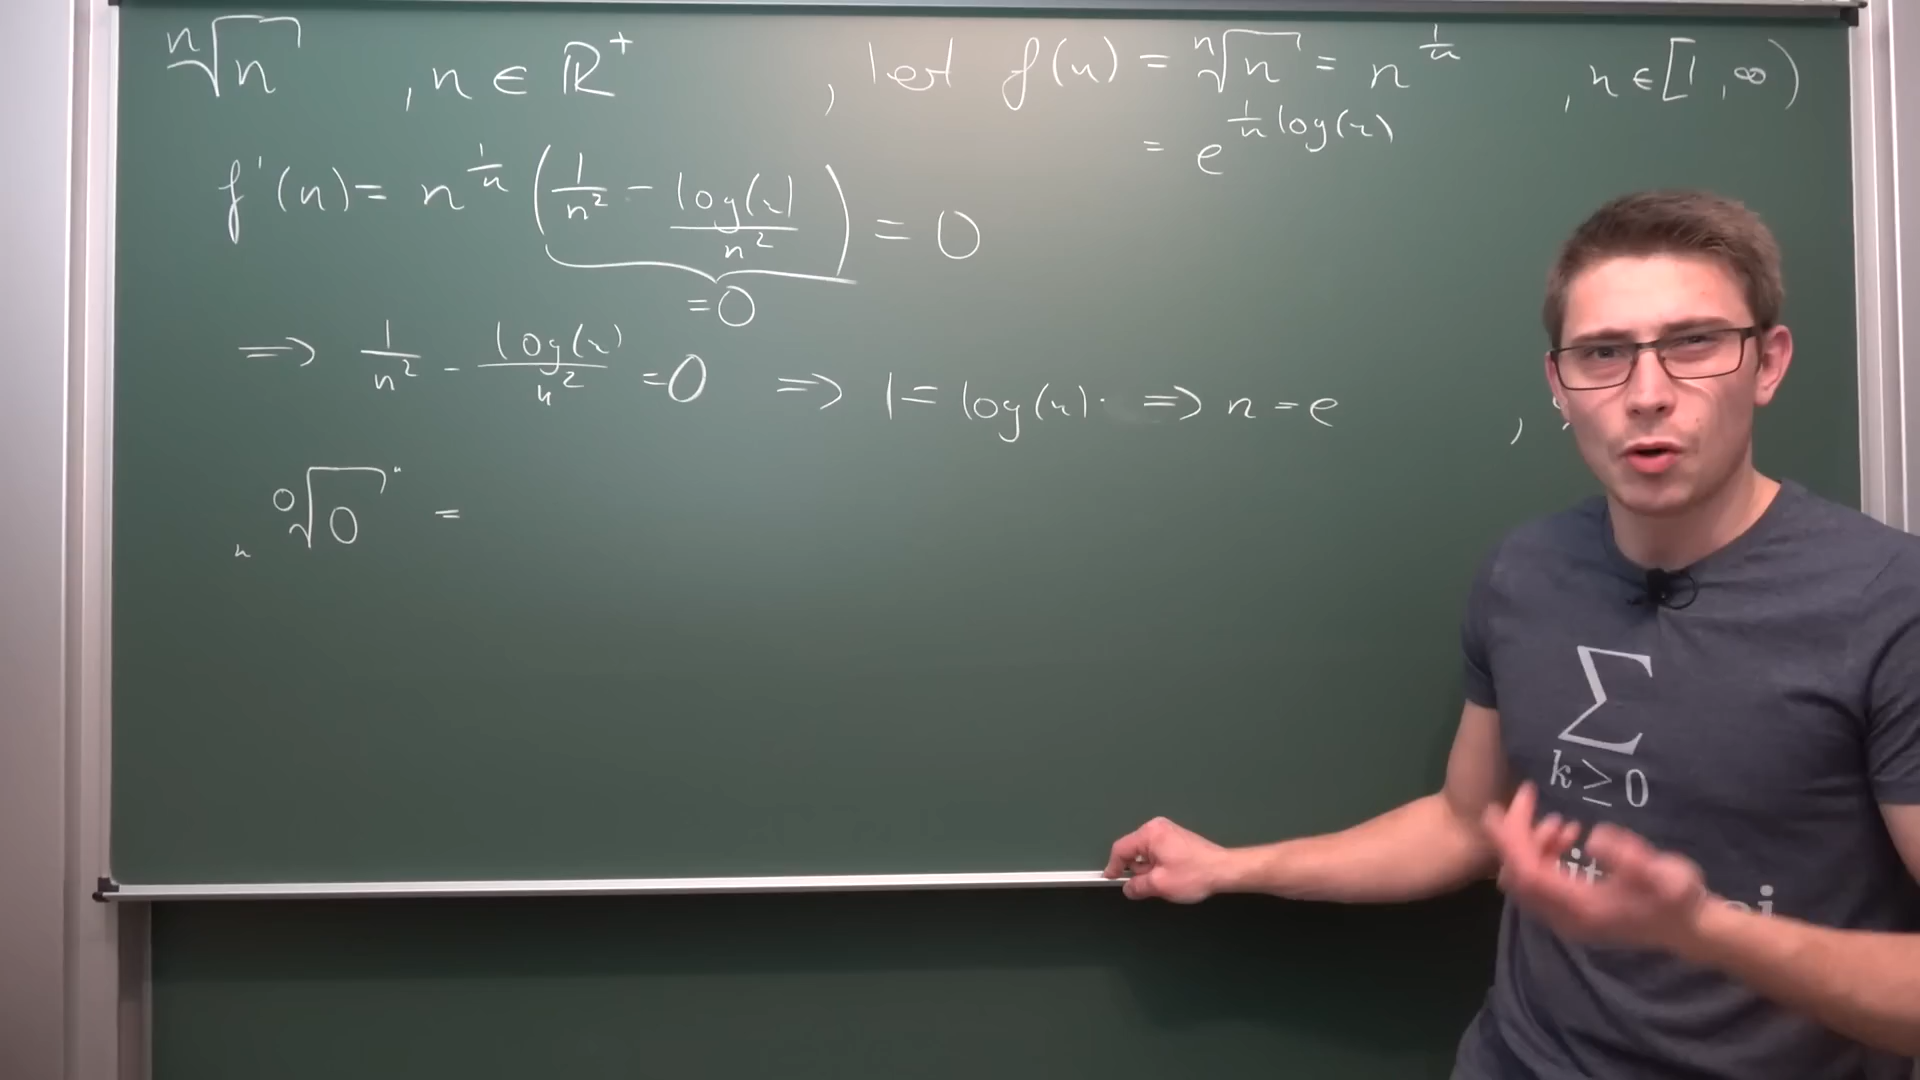 ⁿ√n , n ∈ ℝ⁺ , let f(n) = ⁿ√n = n^(1/n) , n ∈ [1, ∞)
= e^(1/n log(n))
f'(n) = n^(1/n) (1/n² - log(n)/n²) = 0
= 0
⇒ 1/n² - log(n)/n² = 0 ⇒ 1 = log(n) ⇒ n = e ,
" ⁰√0 " =
∑
k ≥ 0